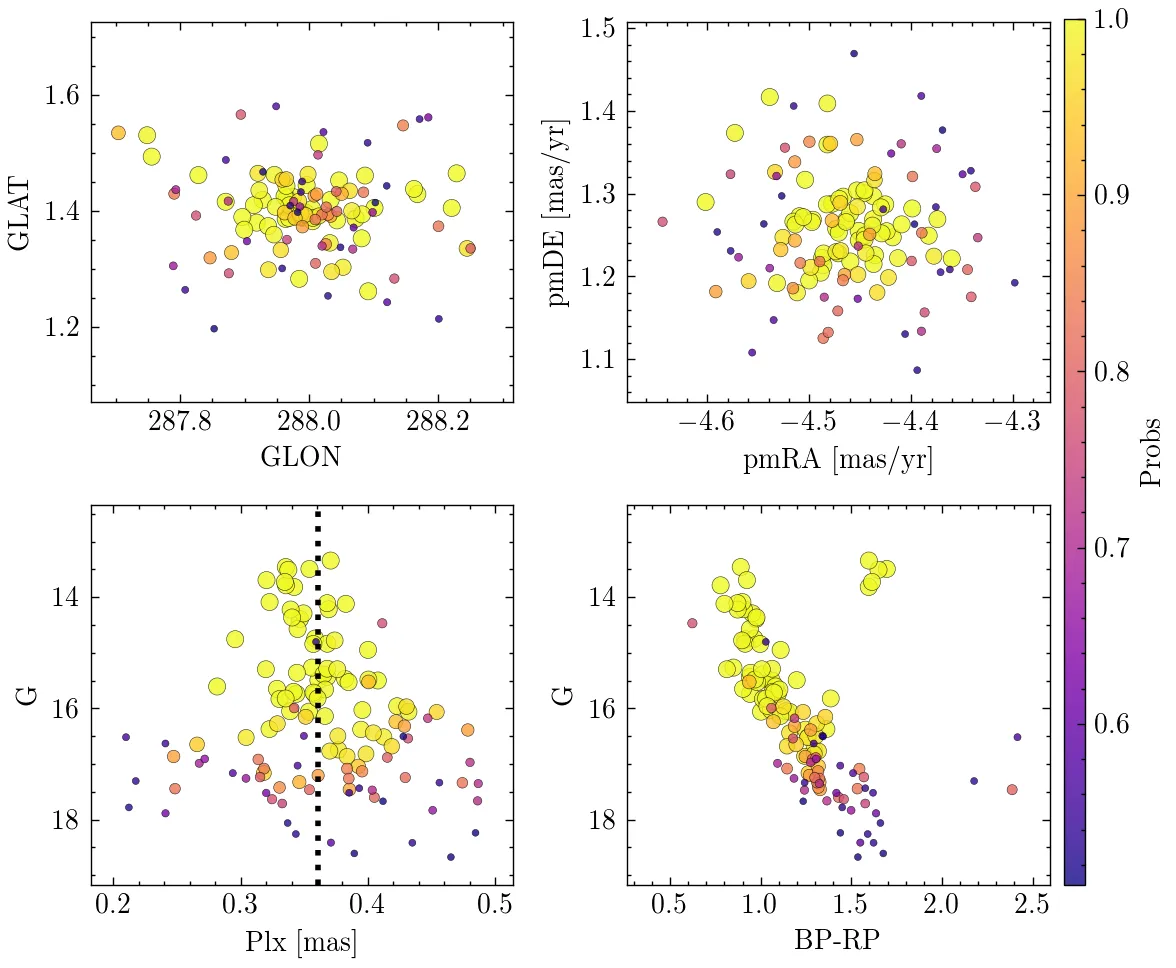 1.6
1.4
1.2
GLAT
287.8 288.0 288.2
GLON
1.5
1.4
1.3
1.2
1.1
pmDE [mas/yr]
−4.6 −4.5 −4.4 −4.3
pmRA [mas/yr]
14
16
18
G
0.2 0.3 0.4 0.5
Plx [mas]
14
16
18
G
0.5 1.0 1.5 2.0 2.5
BP-RP
1.0
0.9
0.8
0.7
0.6
Probs